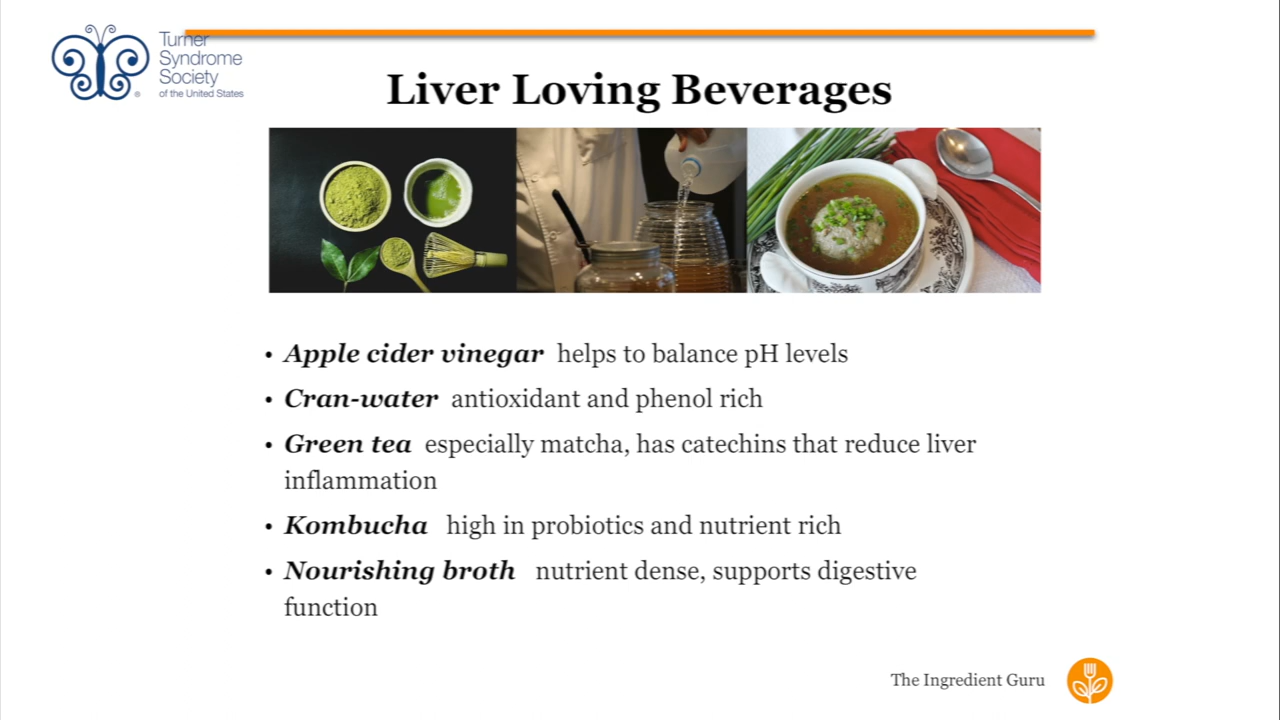 Turner
Syndrome
Society
of the United States
Liver Loving Beverages
• Apple cider vinegar helps to balance pH levels
• Cran-water antioxidant and phenol rich
• Green tea especially matcha, has catechins that reduce liver
inflammation
• Kombucha high in probiotics and nutrient rich
• Nourishing broth nutrient dense, supports digestive
function
The Ingredient Guru